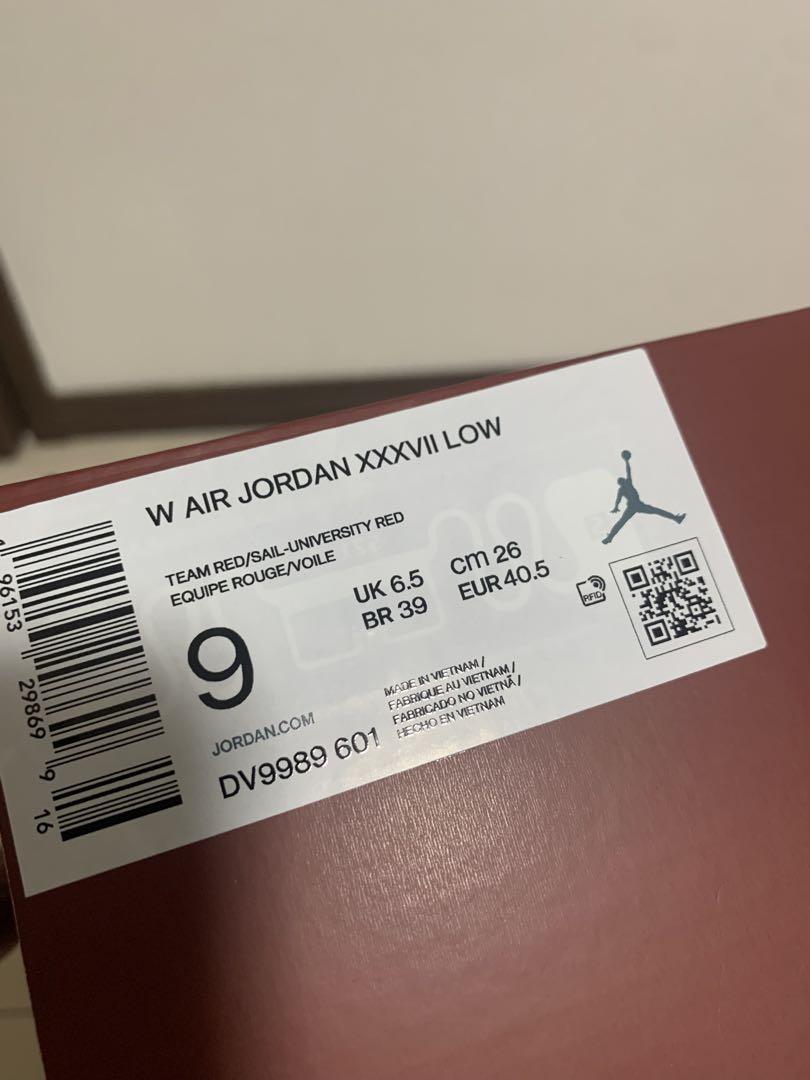 W AIR JORDAN XXXVII LOW
TEAM RED/SAIL-UNIVERSITY RED
EQUIPE ROUGE/VOILE
9
UK 6.5
BR 39
cm 26
EUR 40.5
RFID
JORDAN.COM
DV9989 601
MADE IN VIETNAM /
FABRIQUE AU VIETNAM /
FABRICADO NO VIETNÃ /
HECHO EN VIETNAM
96153 29869 9 16